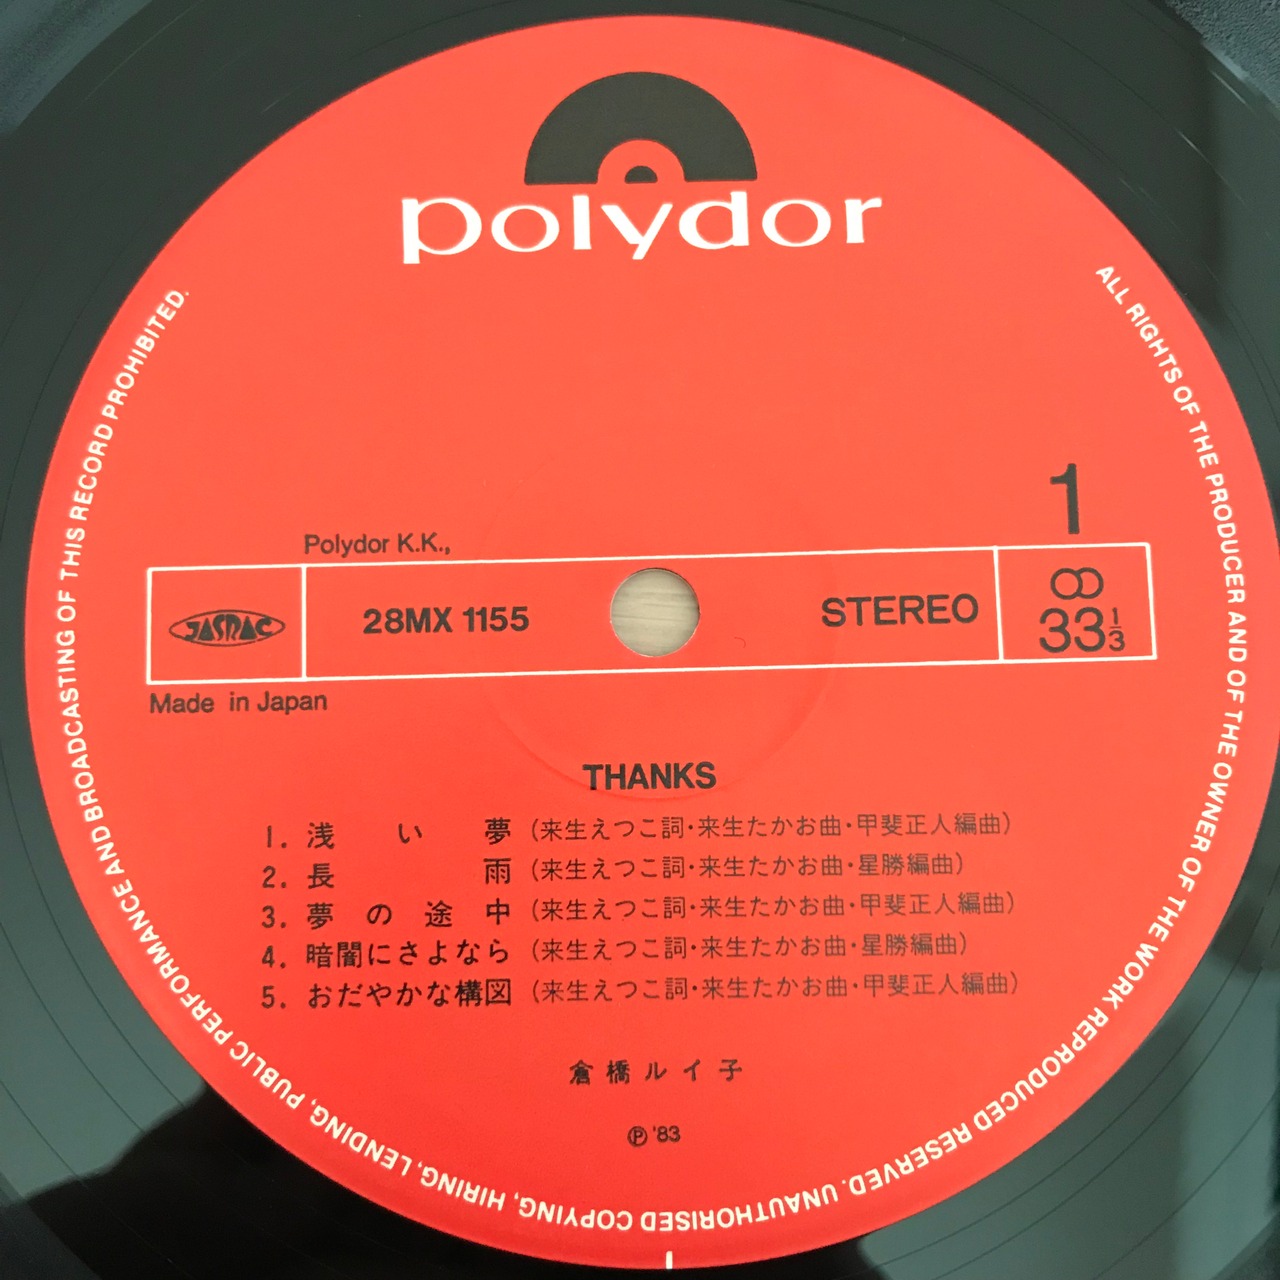 polydor
1
Polydor K.K.,
JASRAC
28MX 1155
STEREO
33 1/3
Made in Japan
THANKS
1. 浅い夢 (来生えつこ詞・来生たかお曲・甲斐正人編曲)
2. 長雨 (来生えつこ詞・来生たかお曲・星勝編曲)
3. 夢の途中 (来生えつこ詞・来生たかお曲・甲斐正人編曲)
4. 暗闇にさよなら (来生えつこ詞・来生たかお曲・星勝編曲)
5. おだやかな構図 (来生えつこ詞・来生たかお曲・甲斐正人編曲)
倉橋ルイ子
Ⓟ '83
ALL RIGHTS OF THE PRODUCER AND OF THE OWNER OF THE WORK REPRODUCED RESERVED. UNAUTHORISED COPYING, HIRING, LENDING, PUBLIC PERFORMANCE AND BROADCASTING OF THIS RECORD PROHIBITED.